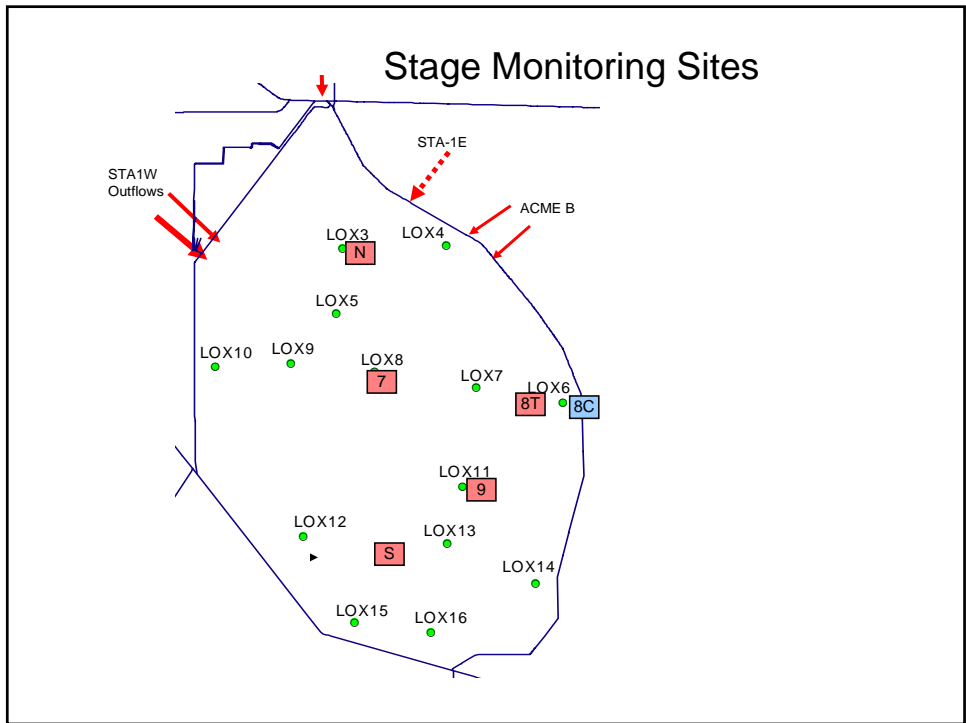 Stage Monitoring Sites
STA-1E
STA1W
Outflows
ACME B
LOX3
LOX4
N
LOX5
LOX10
LOX9
LOX8
7
LOX7
LOX6
8T
8C
LOX11
9
LOX12
LOX13
S
LOX14
LOX15
LOX16